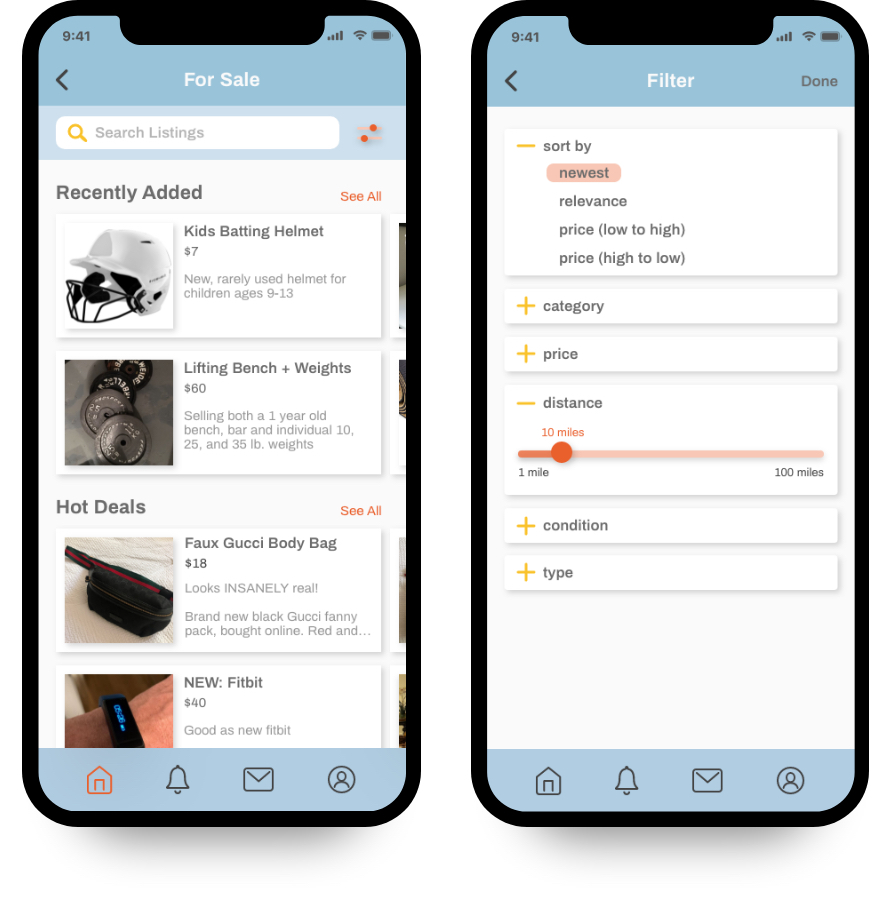 9:41
For Sale
Search Listings
Recently Added
See All
Kids Batting Helmet
$7
New, rarely used helmet for
children ages 9-13
Lifting Bench + Weights
$60
Selling both a 1 year old
bench, bar and individual 10,
25, and 35 lb. weights
Hot Deals
See All
Faux Gucci Body Bag
$18
Looks INSANELY real!
Brand new black Gucci fanny
pack, bought online. Red and...
NEW: Fitbit
$40
Good as new fitbit
9:41
Filter
Done
sort by
newest
relevance
price (low to high)
price (high to low)
category
price
distance
10 miles
1 mile
100 miles
condition
type